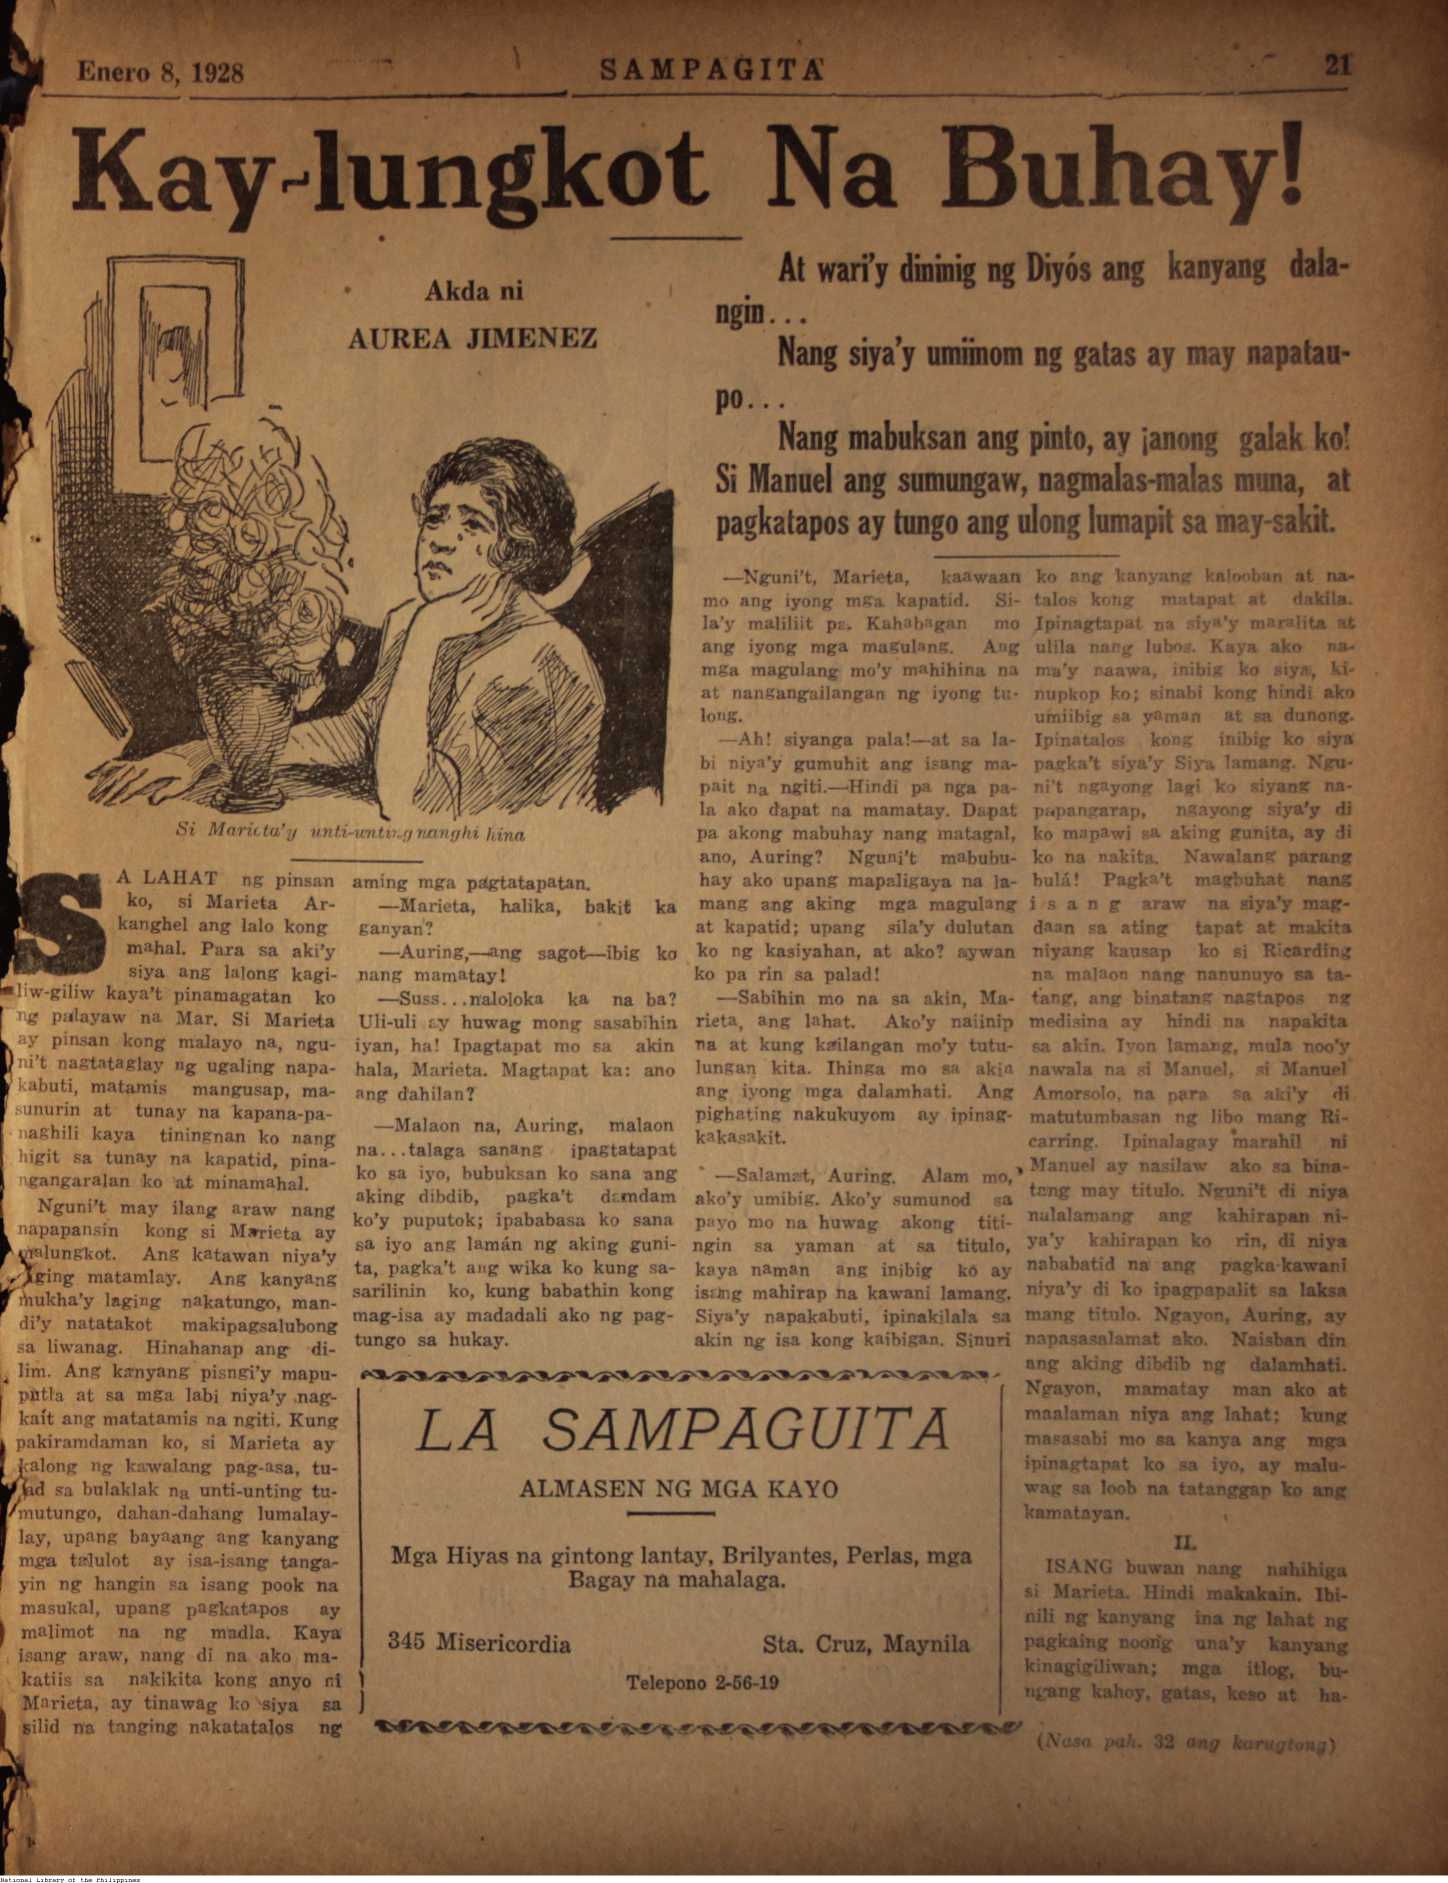 Enero 8, 1928
SAMPAGITA
21
Kay-lungkot Na Buhay!
Akda ni
AUREA JIMENEZ
At wari'y dininig ng Diyós ang kanyang dala-
ngin...
Nang siya'y umiinom ng gatas ay may napatau-
po...
Nang mabuksan ang pinto, ay ¡anong galak ko!
Si Manuel ang sumungaw, nagmalas-malas muna, at
pagkatapos ay tungo ang ulong lumapit sa may-sakit.
Si Marieta'y unti-unting nanghihina
SA LAHAT ng pinsan
ko, si Marieta Ar-
kanghel ang lalo kong
mahal. Para sa aki'y
siya ang lalong kagi-
liw-giliw kaya't pinamagatan ko
ng palayaw na Mar. Si Marieta
ay pinsan kong malayo na, ngu-
ni't nagtataglay ng ugaling napa-
kabuti, matamis mangusap, ma-
sunurin at tunay na kapana-pa-
naghili kaya tiningnan ko nang
higit sa tunay na kapatid, pina-
ngangaralan ko at minamahal.
Nguni't may ilang araw nang
napapansin kong si Marieta ay
malungkot. Ang katawan niya'y
laging matamlay. Ang kanyang
mukha'y laging nakatungo, man-
di'y natatakot makipagsalubong
sa liwanag. Hinahanap ang di-
lim. Ang kanyang pisngi'y mapu-
putla at sa mga labi niya'y nag-
kait ang matatamis na ngiti. Kung
pakiramdaman ko, si Marieta ay
kalong ng kawalang pag-asa, tu-
lad sa bulaklak na unti-unting tu-
mutungo, dahan-dahang lumalay-
lay, upang bayaang ang kanyang
mga talulot ay isa-isang tanga-
yin ng hangin sa isang pook na
masukal, upang pagkatapos ay
malimot na ng madla. Kaya
isang araw, nang di na ako ma-
katiis sa nakikita kong anyo ni
Marieta, ay tinawag ko siya sa
silid na tanging nakatatalos ng
aming mga pagtatapatan.
—Marieta, halika, bakit ka
ganyan?
—Auring,—ang sagot—ibig ko
nang mamatay!
—Suss...naloloka ka na ba?
Uli-uli ay huwag mong sasabihin
iyan, ha! Ipagtapat mo sa akin
hala, Marieta. Magtapat ka: ano
ang dahilan?
—Malaon na, Auring, malaon
na...talaga sanang ipagtatapat
ko sa iyo, bubuksan ko sana ang
aking dibdib, pagka't damdam
ko'y puputok; ipababasa ko sana
sa iyo ang lamán ng aking guni-
ta, pagka't ang wika ko kung sa-
sarilinin ko, kung babathin kong
mag-isa ay madadali ako ng pag-
tungo sa hukay.
—Nguni't, Marieta, kaawaan
mo ang iyong mga kapatid. Si-
la'y maliliit pa. Kahabagan mo
ang iyong mga magulang. Ang
mga magulang mo'y mahihina na
at nangangailangan ng iyong tu-
long.
—Ah! siyanga pala!—at sa la-
bi niya'y gumuhit ang isang ma-
pait na ngiti.—Hindi pa nga pa-
la ako dapat na mamatay. Dapat
pa akong mabuhay nang matagal,
ano, Auring? Nguni't mabubu-
hay ako upang mapaligaya na la-
mang ang aking mga magulang
at kapatid; upang sila'y dulutan
ko ng kasiyahan, at ako? aywan
ko pa rin sa palad!
—Sabihin mo na sa akin, Ma-
rieta, ang lahat. Ako'y naiinip
na at kung kailangan mo'y tutu-
lungan kita. Ihinga mo sa akin
ang iyong mga dalamhati. Ang
pighating nakukuyom ay ipinag-
kakasakit.
—Salamat, Auring. Alam mo,
ako'y umibig. Ako'y sumunod sa
payo mo na huwag akong titi-
ngin sa yaman at sa titulo,
kaya naman ang inibig ko ay
isang mahirap na kawani lamang.
Siya'y napakabuti, ipinakilala sa
akin ng isa kong kaibigan. Sinuri
ko ang kanyang kalooban at na-
talos kong matapat at dakila.
Ipinagtapat na siya'y maralita at
ulila nang lubos. Kaya ako na-
ma'y naawa, inibig ko siya, ki-
nupkop ko; sinabi kong hindi ako
umiibig sa yaman at sa dunong.
Ipinatalos kong inibig ko siya
pagka't siya'y Siya lamang. Ngu-
ni't ngayong lagi ko siyang na-
papangarap, ngayong siya'y di
ko mapawi sa aking gunita, ay di
ko na nakita. Nawalang parang
bulá! Pagka't magbuhat nang
isang araw na siya'y mag-
daan sa ating tapat at makita
niyang kausap ko si Ricarding
na malaon nang nanunuyo sa ta-
tang, ang binatang nagtapos ng
medisina ay hindi na napakita
sa akin. Iyon lamang, mula noo'y
nawala na si Manuel, si Manuel
Amorsolo, na para sa aki'y di
matutumbasan ng libo mang Ri-
carring. Ipinalagay marahil ni
Manuel ay nasilaw ako sa bina-
tang may titulo. Nguni't di niya
nalalamang ang kahirapan ni-
ya'y kahirapan ko rin, di niya
nababatid na ang pagka-kawani
niya'y di ko ipagpapalit sa laksa
mang titulo. Ngayon, Auring, ay
napasasalamat ako. Naisban din
ang aking dibdib ng dalamhati.
Ngayon, mamatay man ako at
maalaman niya ang lahat; kung
masasabi mo sa kanya ang mga
ipinagtapat ko sa iyo, ay malu-
wag sa loob na tatanggap ko ang
kamatayan.
II.
ISANG buwan nang nahihiga
si Marieta. Hindi makakain. Ibi-
nili ng kanyang ina ng lahat ng
pagkaing noong una'y kanyang
kinagigiliwan; mga itlog, bu-
ngang kahoy, gatas, keso at ha-
(Nasa pah. 32 ang karugtong)
LA SAMPAGUITA
ALMASEN NG MGA KAYO
Mga Hiyas na gintong lantay, Brilyantes, Perlas, mga
Bagay na mahalaga.
345 Misericordia
Sta. Cruz, Maynila
Telepono 2-56-19
National Library of the Philippines